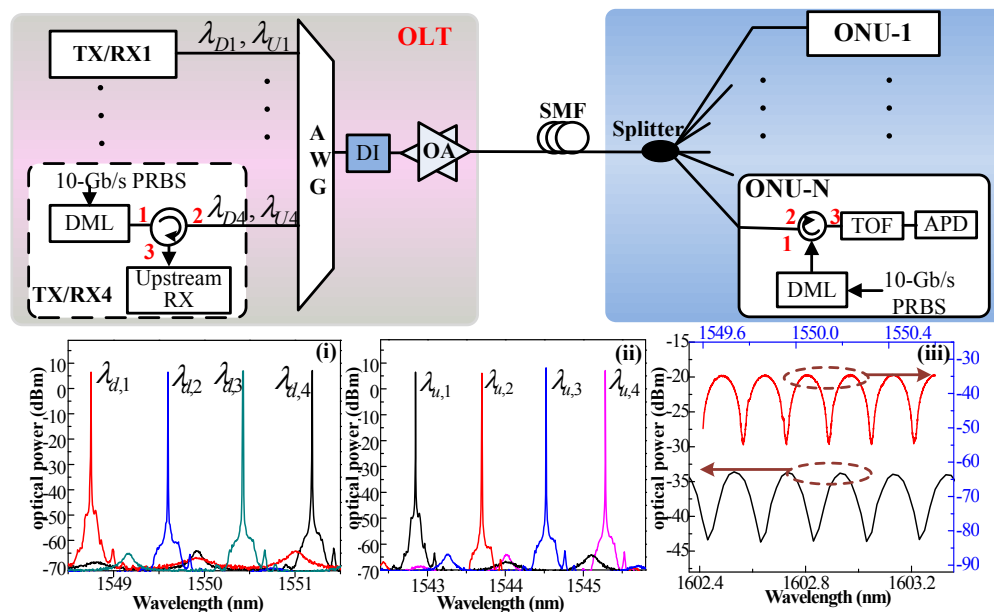 OLT
TX/RX1
λD1, λU1
AWG
DI
OA
10-Gb/s PRBS
DML
1
2
3
λD4, λU4
Upstream
RX
TX/RX4
SMF
Splitter
ONU-1
ONU-N
2
3
1
TOF
APD
DML
10-Gb/s
PRBS
(i)
λd,1
λd,2
λd,3
λd,4
optical power (dBm)
10
0
-10
-20
-30
-40
-50
-60
-70
1549
1550
1551
Wavelength (nm)
(ii)
λu,1
λu,2
λu,3
λu,4
optical power (dBm)
10
0
-10
-20
-30
-40
-50
-60
-70
1543
1544
1545
Wavelength (nm)
1549.6
1550.0
1550.4
(iii)
optical power (dBm)
-15
-20
-25
-30
-35
-40
-45
-30
-40
-50
-60
-70
-80
-90
1602.4
1602.8
1603.2
Wavelength (nm)